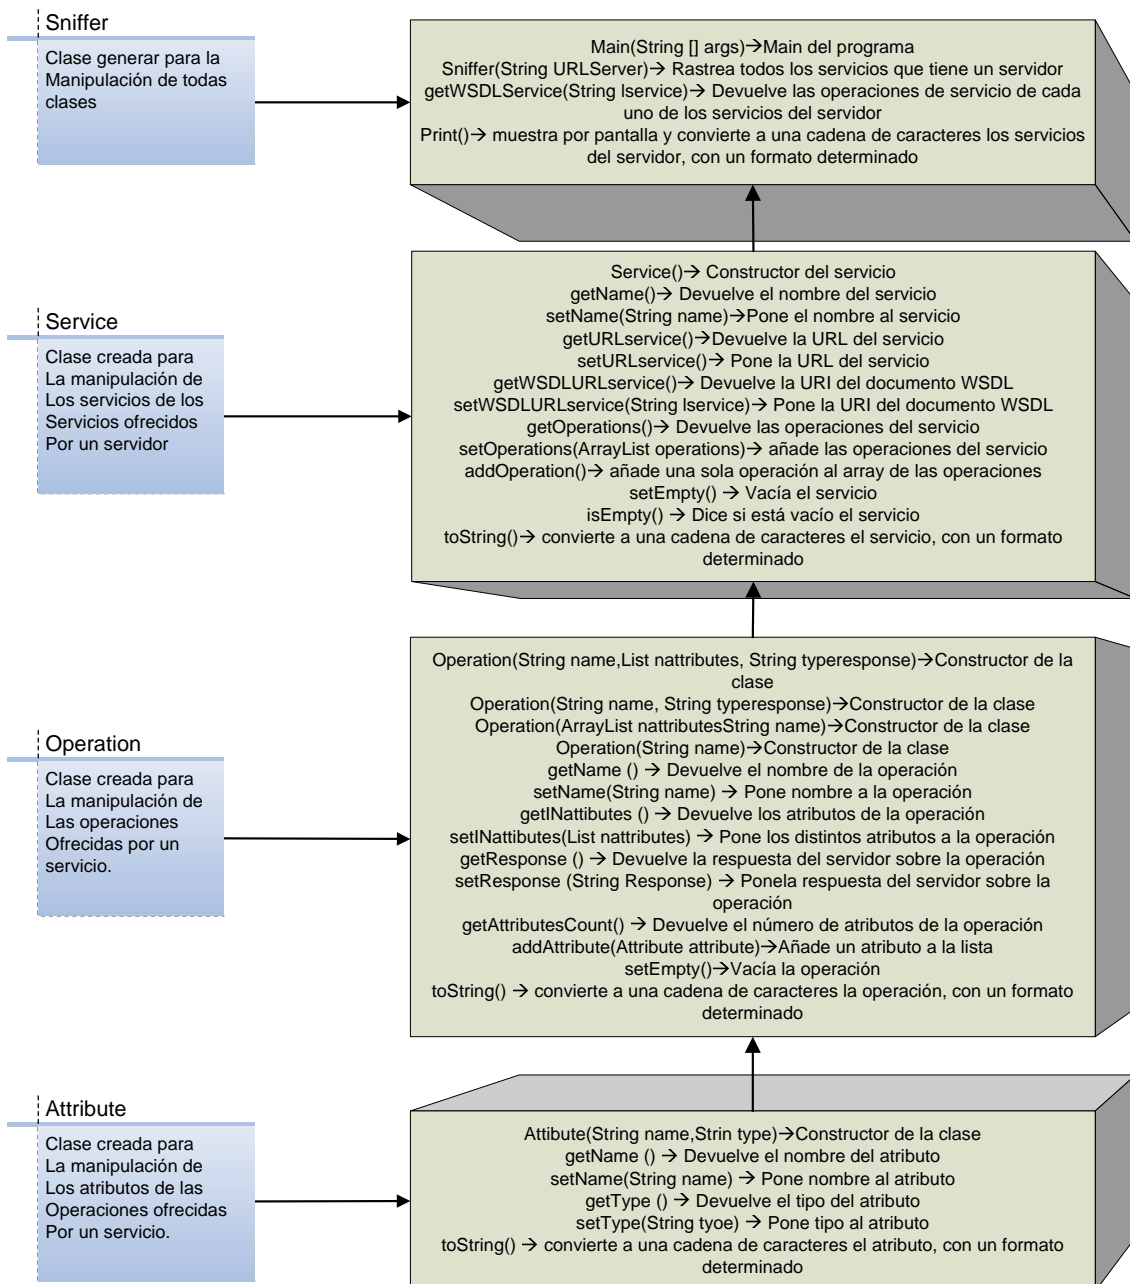 Sniffer
Clase generar para la
Manipulación de todas
clases
Main(String [] args)→Main del programa
Sniffer(String URLServer)→ Rastrea todos los servicios que tiene un servidor
getWSDLService(String lservice)→ Devuelve las operaciones de servicio de cada
uno de los servicios del servidor
Print()→ muestra por pantalla y convierte a una cadena de caracteres los servicios
del servidor, con un formato determinado
Service
Clase creada para
La manipulación de
Los servicios de los
Servicios ofrecidos
Por un servidor
Service()→ Constructor del servicio
getName()→ Devuelve el nombre del servicio
setName(String name)→Pone el nombre al servicio
getURLservice()→Devuelve la URL del servicio
setURLservice()→ Pone la URL del servicio
getWSDLURLservice()→ Devuelve la URI del documento WSDL
setWSDLURLservice(String lservice)→ Pone la URI del documento WSDL
getOperations()→ Devuelve las operaciones del servicio
setOperations(ArrayList operations)→ añade las operaciones del servicio
addOperation()→ añade una sola operación al array de las operaciones
setEmpty() → Vacía el servicio
isEmpty() → Dice si está vacío el servicio
toString()→ convierte a una cadena de caracteres el servicio, con un formato
determinado
Operation
Clase creada para
La manipulación de
Las operaciones
Ofrecidas por un
servicio.
Operation(String name,List nattributes, String typeresponse)→Constructor de la
clase
Operation(String name, String typeresponse)→Constructor de la clase
Operation(ArrayList nattributesString name)→Constructor de la clase
Operation(String name)→Constructor de la clase
getName () → Devuelve el nombre de la operación
setName(String name) → Pone nombre a la operación
getINattibutes () → Devuelve los atributos de la operación
setINattibutes(List nattributes) → Pone los distintos atributos a la operación
getResponse () → Devuelve la respuesta del servidor sobre la operación
setResponse (String Response) → Ponela respuesta del servidor sobre la
operación
getAttributesCount() → Devuelve el número de atributos de la operación
addAttribute(Attribute attribute)→Añade un atributo a la lista
setEmpty()→Vacía la operación
toString() → convierte a una cadena de caracteres la operación, con un formato
determinado
Attribute
Clase creada para
La manipulación de
Los atributos de las
Operaciones ofrecidas
Por un servicio.
Attibute(String name,Strin type)→Constructor de la clase
getName () → Devuelve el nombre del atributo
setName(String name) → Pone nombre al atributo
getType () → Devuelve el tipo del atributo
setType(String tyoe) → Pone tipo al atributo
toString() → convierte a una cadena de caracteres el atributo, con un formato
determinado